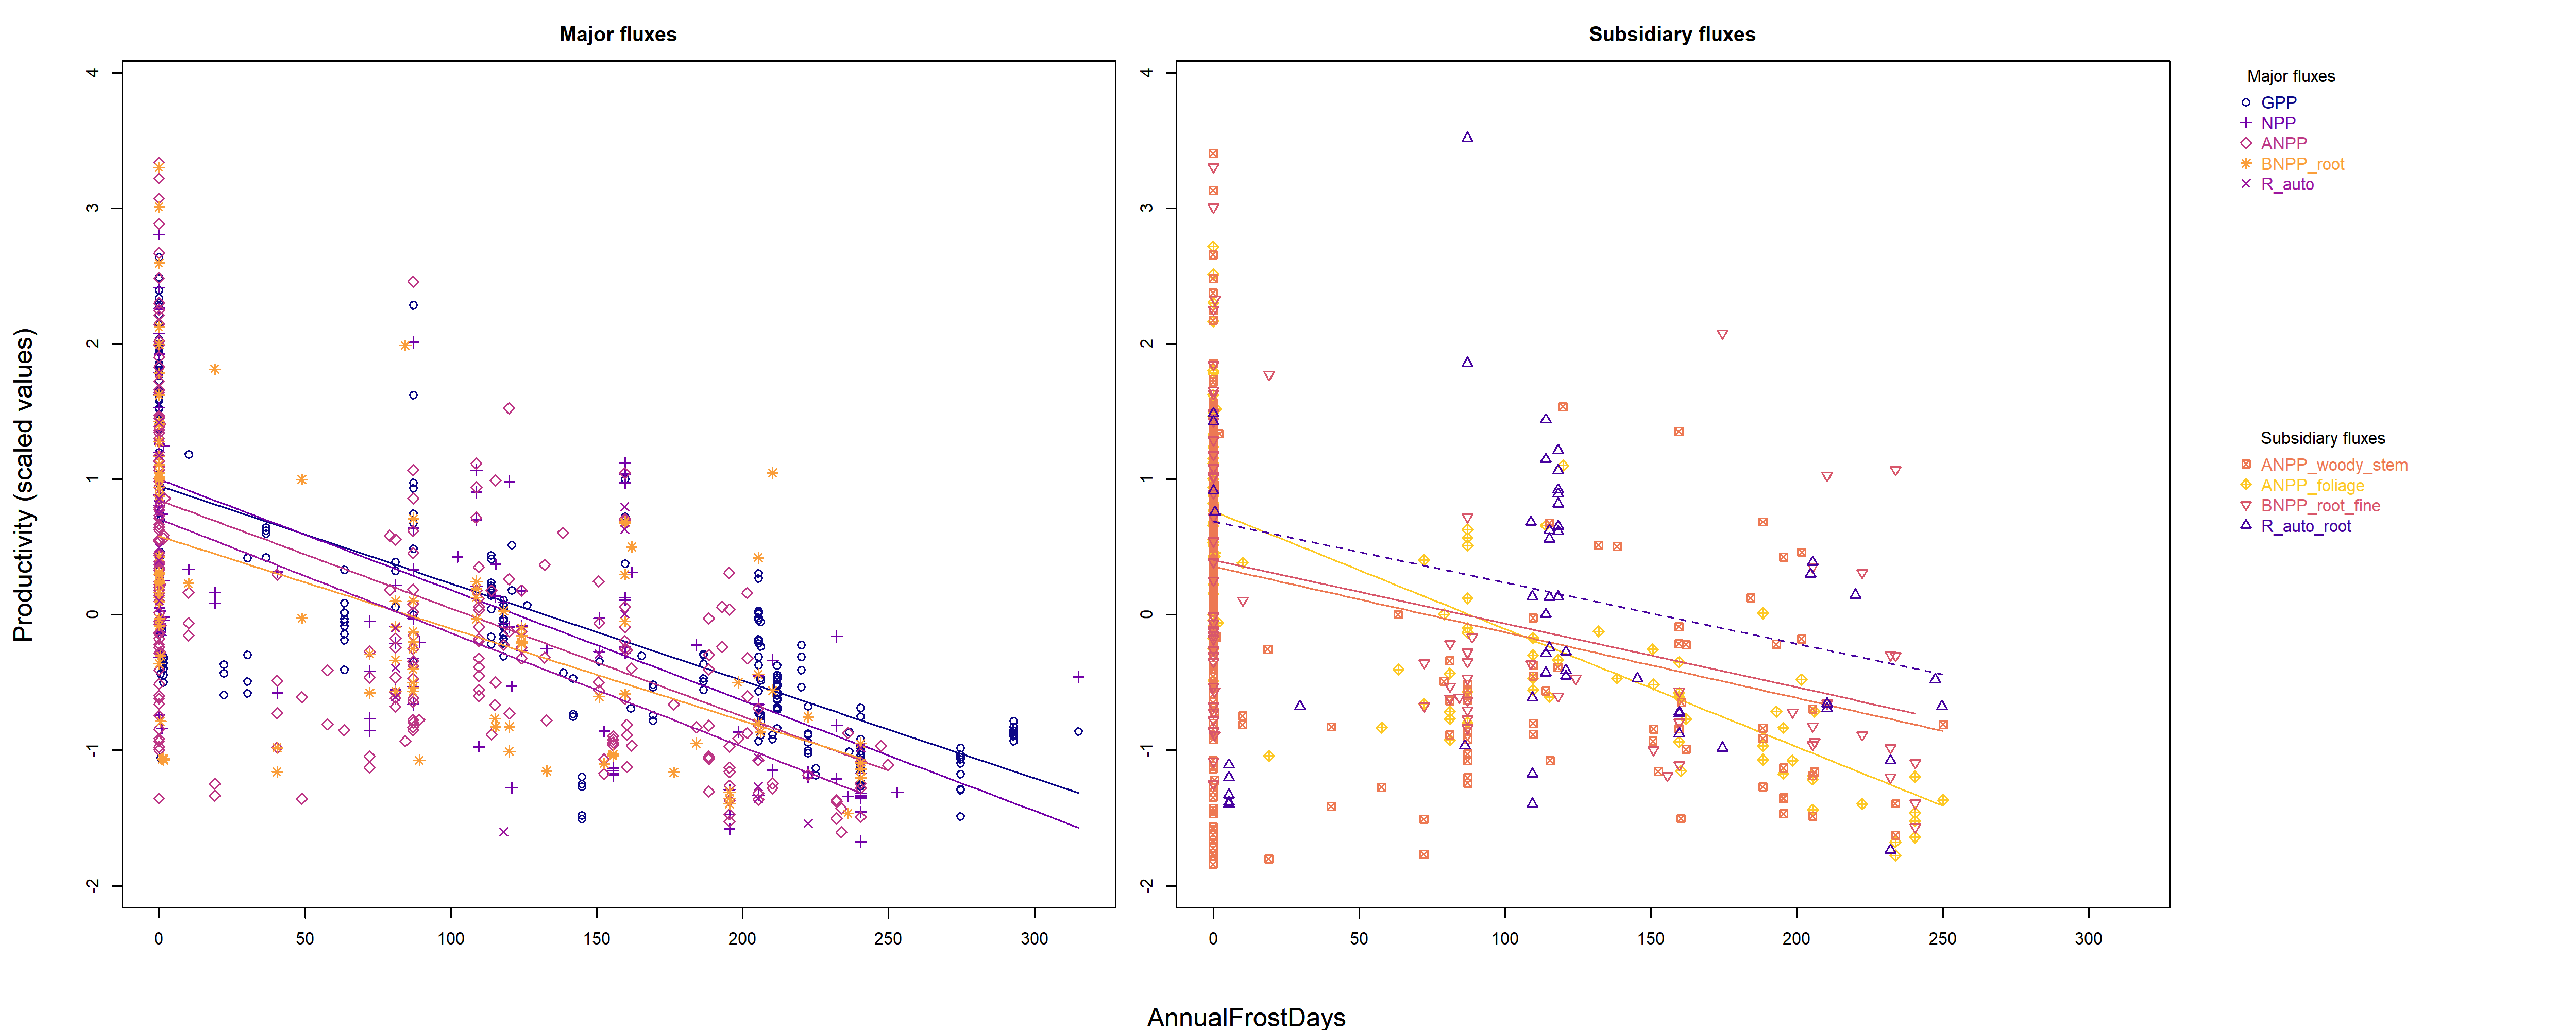 Major fluxes
Subsidiary fluxes
Productivity (scaled values)
4
3
2
1
0
-1
-2
0
50
100
150
200
250
300
4
3
2
1
0
-1
-2
0
50
100
150
200
250
300
AnnualFrostDays
Major fluxes
GPP
NPP
ANPP
BNPP_root
R_auto
Subsidiary fluxes
ANPP_woody_stem
ANPP_foliage
BNPP_root_fine
R_auto_root